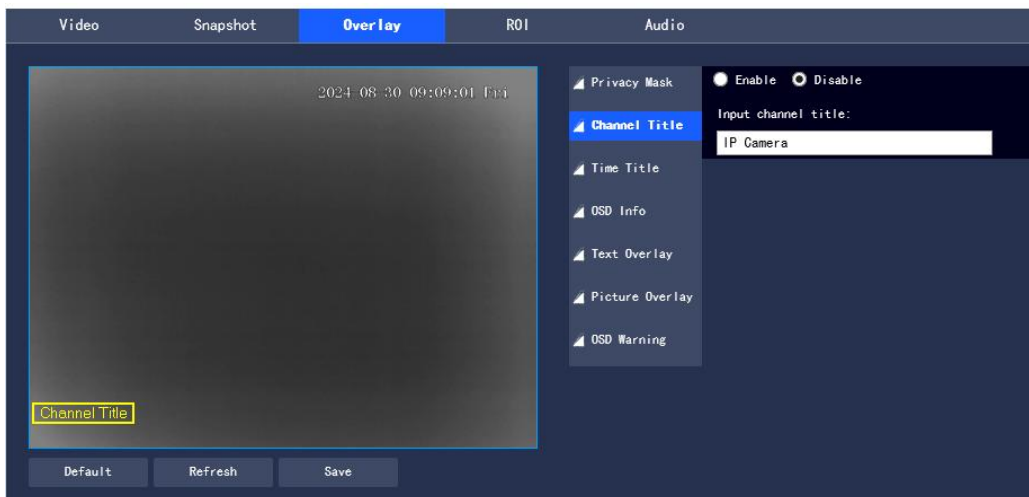 Video Snapshot Overlay ROI Audio
2024-08-30 09:09:01 Fri
Channel Title
Default Refresh Save
Privacy Mask
Channel Title
Time Title
OSD Info
Text Overlay
Picture Overlay
OSD Warning
Enable Disable
Input channel title:
IP Camera